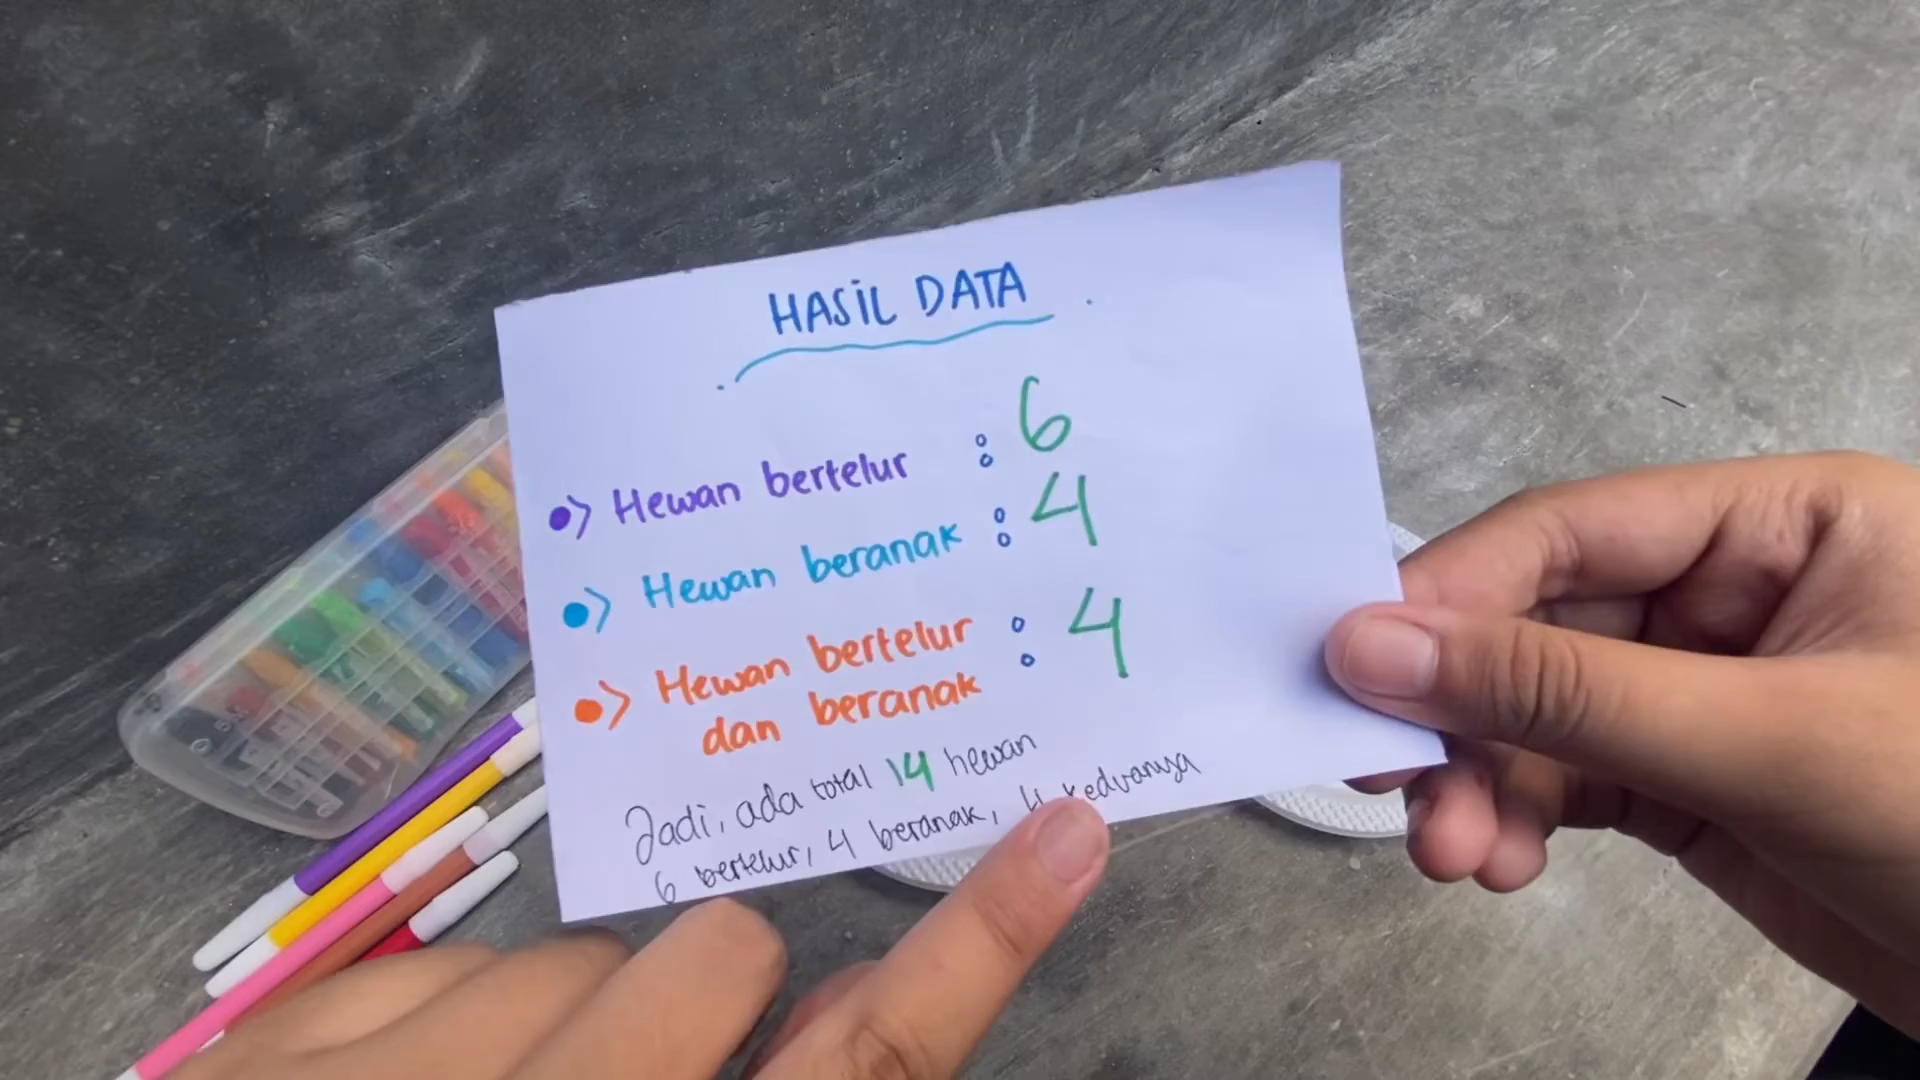 HASIL DATA
Hewan bertelur : 6
Hewan beranak : 4
Hewan bertelur
dan beranak : 4
Jadi, ada total 14 hewan
6 bertelur, 4 beranak, 4 keduanya